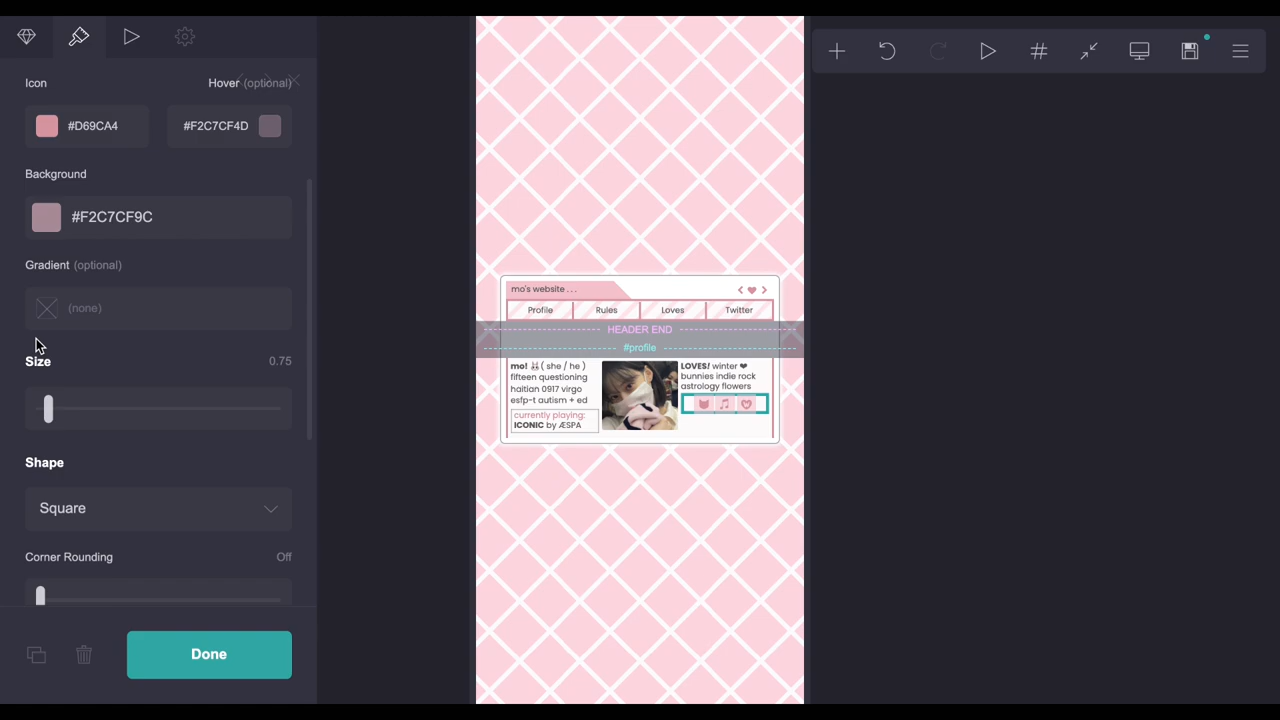 Icon
Hover (optional)
#D69CA4
#F2C7CF4D
Background
#F2C7CF9C
Gradient (optional)
(none)
Size
0.75
Shape
Square
Corner Rounding
Off
Done
mo's website . . .
Profile
Rules
Loves
Twitter
HEADER END
#profile
mo! 🐰 ( she / he )
fifteen questioning
haitian 0917 virgo
esfp-t autism + ed
currently playing:
ICONIC by ÆSPA
LOVES! winter ❤
bunnies indie rock
astrology flowers